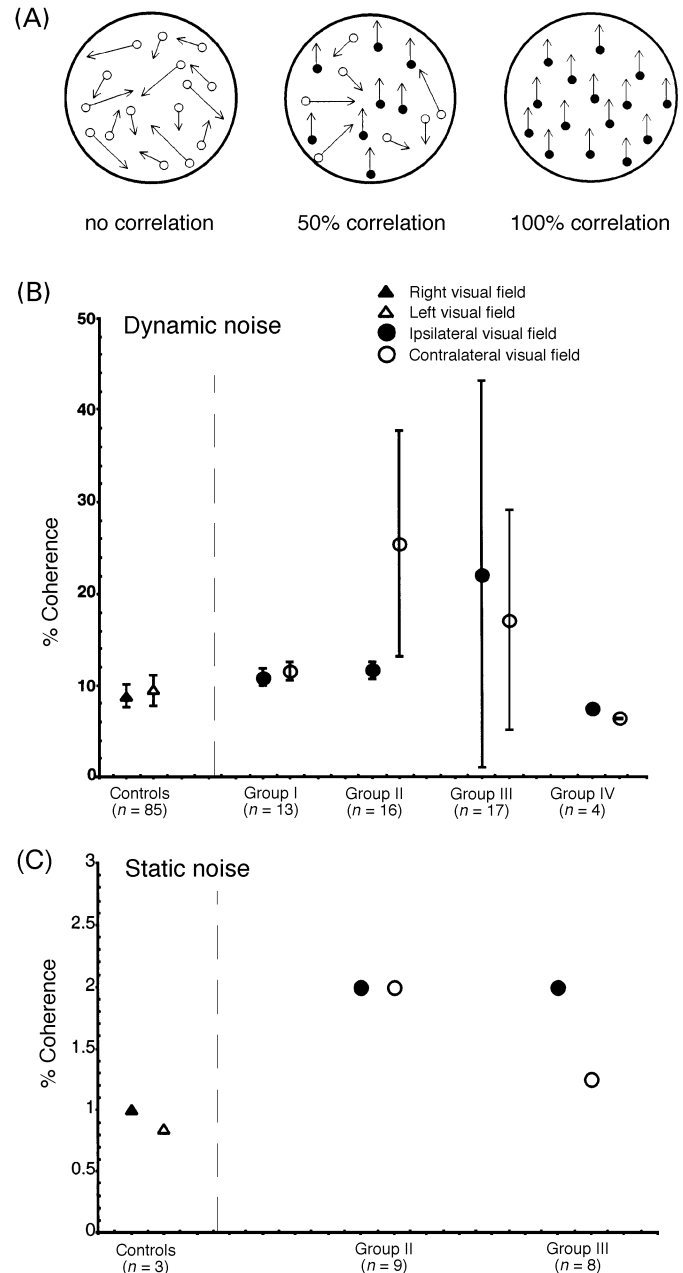 (A)
no correlation
50% correlation
100% correlation
(B)
Dynamic noise
Right visual field
Left visual field
Ipsilateral visual field
Contralateral visual field
% Coherence
50
40
30
20
10
0
Controls
(n = 85)
Group I
(n = 13)
Group II
(n = 16)
Group III
(n = 17)
Group IV
(n = 4)
(C)
Static noise
% Coherence
3
2.5
2
1.5
1
0.5
0
Controls
(n = 3)
Group II
(n = 9)
Group III
(n = 8)